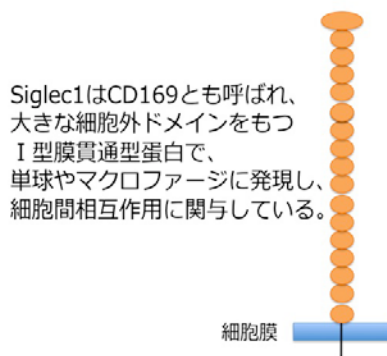 Siglec1はCD169とも呼ばれ、
大きな細胞外ドメインをもつ
Ⅰ型膜貫通型蛋白で、
単球やマクロファージに発現し、
細胞間相互作用に関与している。
細胞膜